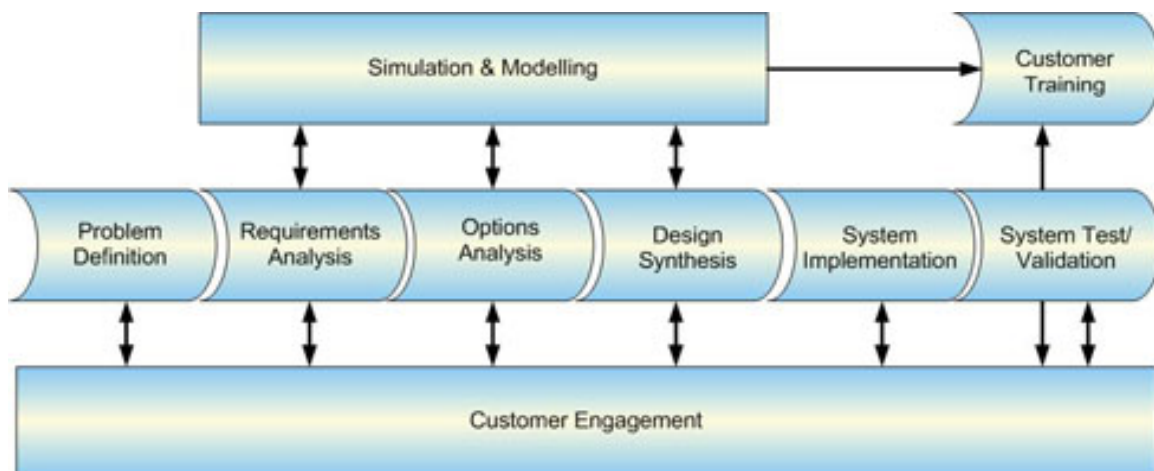 Simulation & Modelling
Customer
Training
Problem
Definition
Requirements
Analysis
Options
Analysis
Design
Synthesis
System
Implementation
System Test/
Validation
Customer Engagement